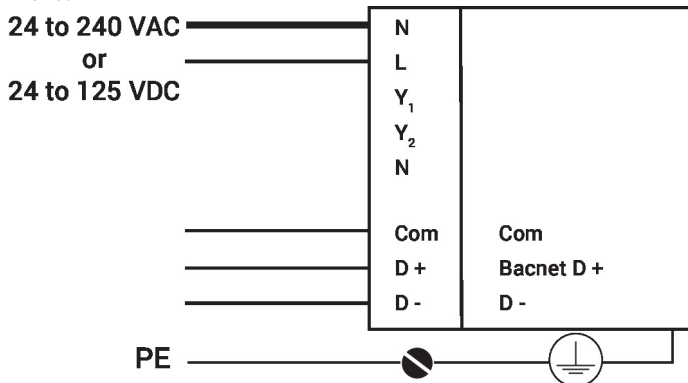 24 to 240 VAC
or
24 to 125 VDC
N
L
Y1
Y2
N
Com Com
D + Bacnet D +
D - D -
PE